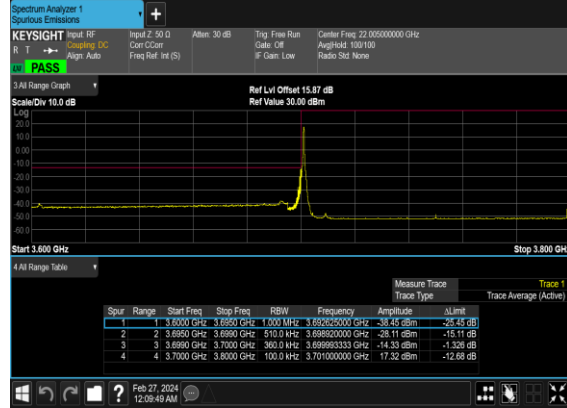 Spectrum Analyzer 1
Spurious Emissions
+
KEYSIGHT Input: RF Input Z: 50 Ω Atten: 30 dB Trig: Free Run Center Freq: 22.005000000 GHz
R T Coupling: DC Corr CCorr Gate: Off Avg|Hold: 100/100
Align: Auto Freq Ref: Int (S) IF Gain: Low Radio Std: None
LW PASS
3 All Range Graph
Ref Lvl Offset 15.87 dB
Scale/Div 10.0 dB Ref Value 30.00 dBm
Log
20.0
10.0
0.00
-10.0
-20.0
-30.0
-40.0
-50.0
-60.0
Start 3.600 GHz Stop 3.800 GHz
4 All Range Table
Measure Trace Trace 1
Trace Type Trace Average (Active)
Spur Range Start Freq Stop Freq RBW Frequency Amplitude ΔLimit
1 1 3.6000 GHz 3.6950 GHz 1.000 MHz 3.692625000 GHz -38.45 dBm -25.45 dB
2 2 3.6950 GHz 3.6990 GHz 510.0 kHz 3.698920000 GHz -28.11 dBm -15.11 dB
3 3 3.6990 GHz 3.7000 GHz 360.0 kHz 3.699993333 GHz -14.33 dBm -1.326 dB
4 4 3.7000 GHz 3.8000 GHz 100.0 kHz 3.701000000 GHz 17.32 dBm -12.68 dB
? Feb 27, 2024
12:09:49 AM